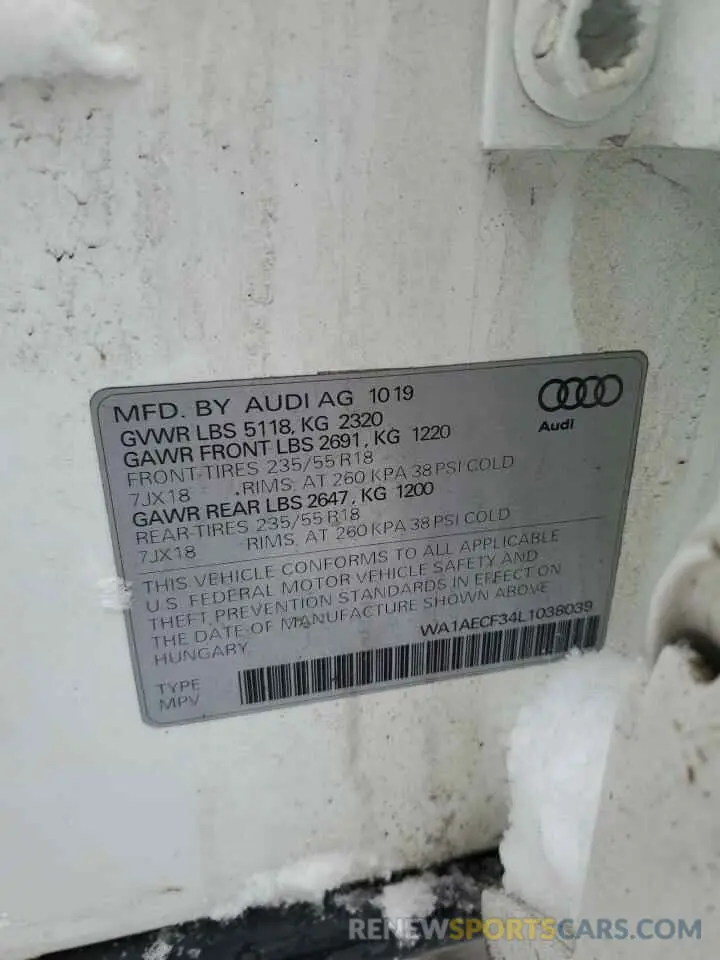 MFD. BY AUDI AG 10 19
GVWR LBS 5118, KG 2320
GAWR FRONT LBS 2691, KG 1220
FRONT-TIRES 235/55 R18
7JX18 .RIMS; AT 260 KPA 38 PSI COLD
GAWR REAR LBS 2647, KG 1200
REAR-TIRES 235/55 R18
7JX18 RIMS; AT 260 KPA 38 PSI COLD
Audi
THIS VEHICLE CONFORMS TO ALL APPLICABLE
U.S. FEDERAL MOTOR VEHICLE SAFETY AND
THEFT PREVENTION STANDARDS IN EFFECT ON
THE DATE OF MANUFACTURE SHOWN ABOVE
HUNGARY
WA1AECF34L1038039
TYPE
MPV
RENEWSPORTSCARS.COM